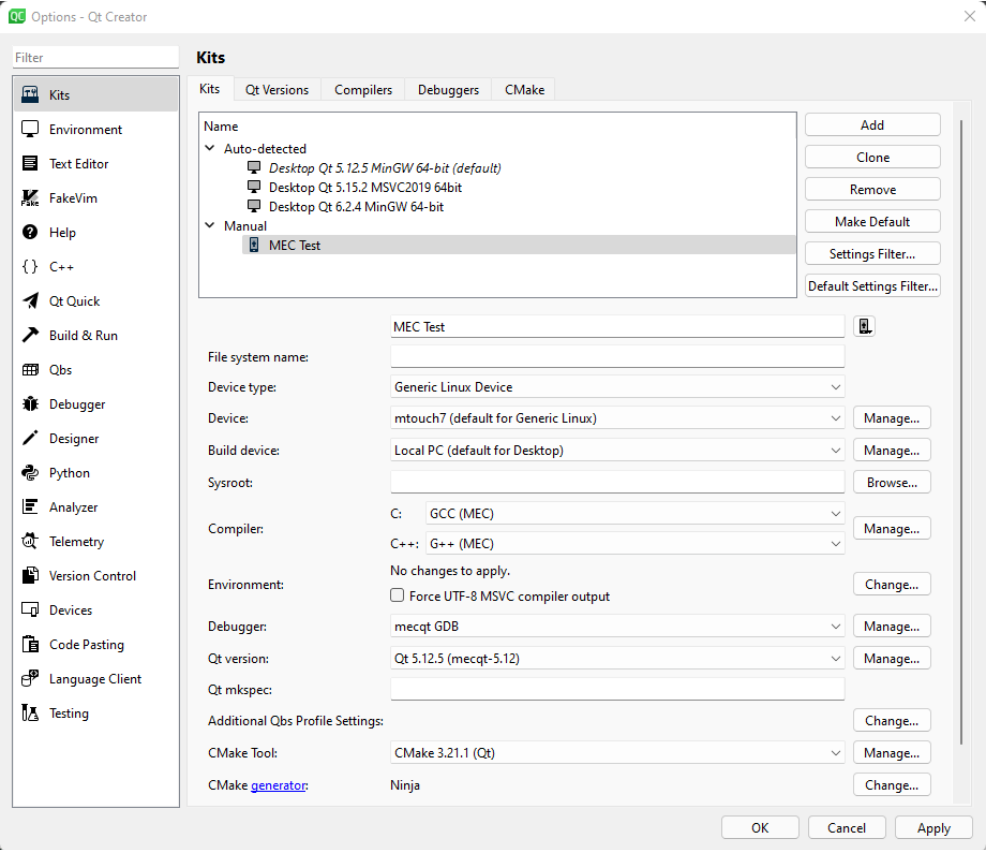 QC Options - Qt Creator
Filter
Kits
Environment
Text Editor
Fake FakeVim
Help
{} C++
Qt Quick
Build & Run
Qbs
Debugger
Designer
Python
Analyzer
Telemetry
Version Control
Devices
Code Pasting
Language Client
Testing
Kits
Kits Qt Versions Compilers Debuggers CMake
Name
Auto-detected
Desktop Qt 5.12.5 MinGW 64-bit (default)
Desktop Qt 5.15.2 MSVC2019 64bit
Desktop Qt 6.2.4 MinGW 64-bit
Manual
MEC Test
Add
Clone
Remove
Make Default
Settings Filter...
Default Settings Filter...
MEC Test
File system name:
Device type: Generic Linux Device
Device: mtouch7 (default for Generic Linux) Manage...
Build device: Local PC (default for Desktop) Manage...
Sysroot: Browse...
Compiler: C: GCC (MEC) Manage...
C++: G++ (MEC)
Environment: No changes to apply. Change...
Force UTF-8 MSVC compiler output
Debugger: mecqt GDB Manage...
Qt version: Qt 5.12.5 (mecqt-5.12) Manage...
Qt mkspec:
Additional Qbs Profile Settings: Change...
CMake Tool: CMake 3.21.1 (Qt) Manage...
CMake generator: Ninja Change...
OK Cancel Apply